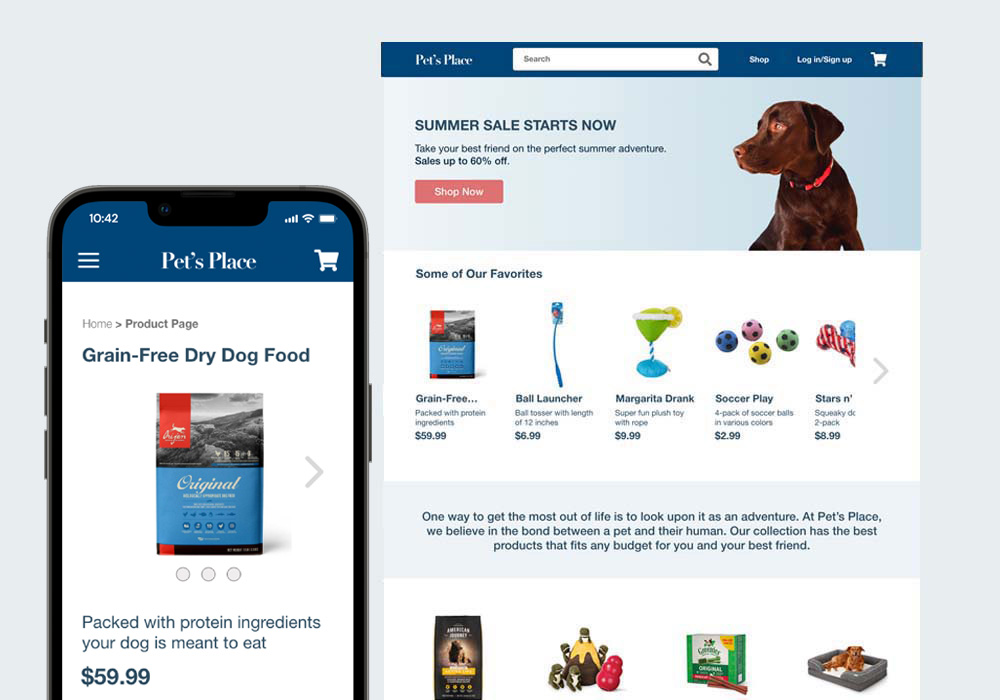 10:42
Pet's Place
Home > Product Page
Grain-Free Dry Dog Food
Orijen
Original
Packed with protein ingredients
your dog is meant to eat
$59.99
Pet's Place
Search
Shop
Log in/Sign up
SUMMER SALE STARTS NOW
Take your best friend on the perfect summer adventure.
Sales up to 60% off.
Shop Now
Some of Our Favorites
Original
Grain-Free...
Packed with protein
ingredients
$59.99
Ball Launcher
Ball tosser with length
of 12 inches
$6.99
Margarita Drank
Super fun plush toy
with rope
$9.99
Soccer Play
4-pack of soccer balls
in various colors
$2.99
Stars n'
Squeaky do
2-pack
$8.99
One way to get the most out of life is to look upon it as an adventure. At Pet's Place,
we believe in the bond between a pet and their human. Our collection has the best
products that fits any budget for you and your best friend.
AMERICAN
JOURNEY
Greenies
ORIGINAL